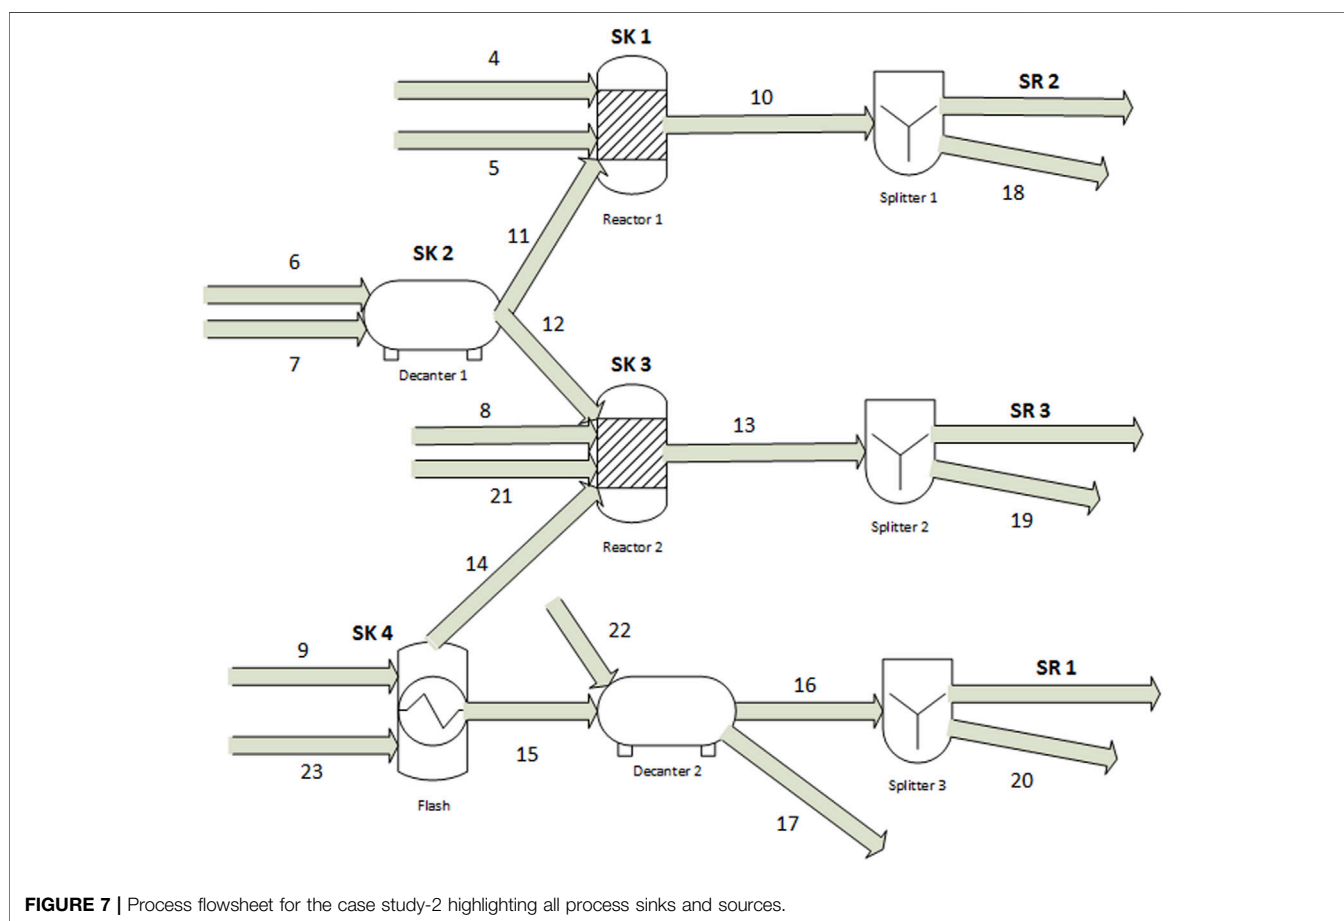 SK 1
4
10
SR 2
5
18
Splitter 1
Reactor 1
11
SK 2
6
12
7
Decanter 1
SK 3
8
13
SR 3
21
19
Splitter 2
Reactor 2
14
22
SK 4
9
16
SR 1
15
23
Decanter 2
20
Splitter 3
Flash
17
FIGURE 7 | Process flowsheet for the case study-2 highlighting all process sinks and sources.